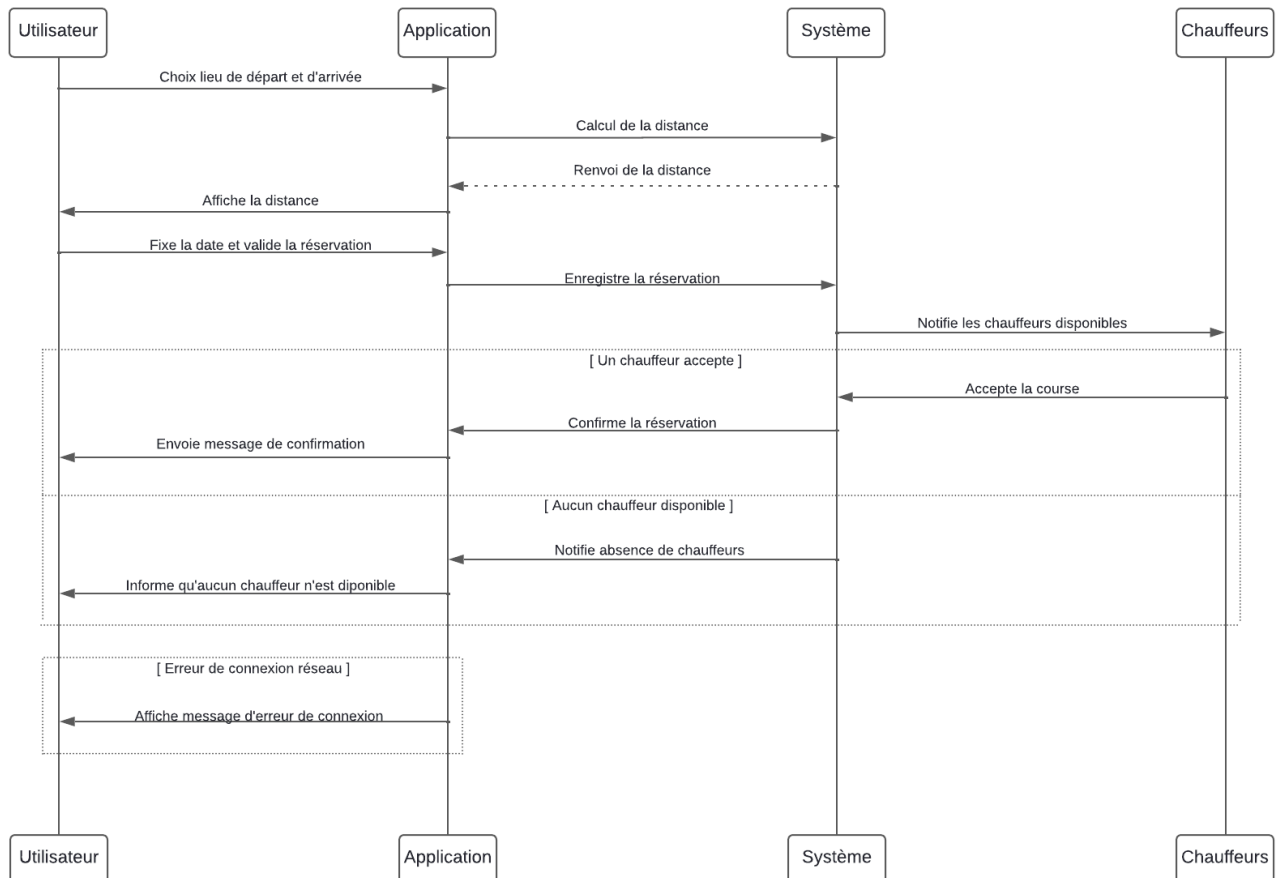 Utilisateur
Application
Système
Chauffeurs
Choix lieu de départ et d'arrivée
Calcul de la distance
Renvoi de la distance
Affiche la distance
Fixe la date et valide la réservation
Enregistre la réservation
Notifie les chauffeurs disponibles
[ Un chauffeur accepte ]
Accepte la course
Confirme la réservation
Envoie message de confirmation
[ Aucun chauffeur disponible ]
Notifie absence de chauffeurs
Informe qu'aucun chauffeur n'est diponible
[ Erreur de connexion réseau ]
Affiche message d'erreur de connexion
Utilisateur
Application
Système
Chauffeurs